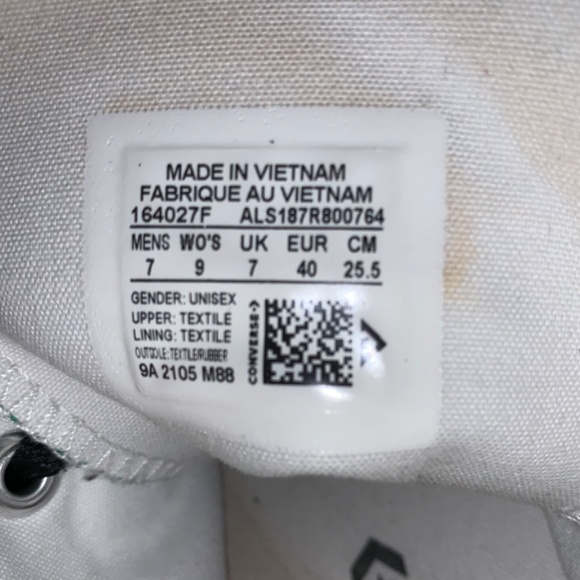 MADE IN VIETNAM
FABRIQUE AU VIETNAM
164027F ALS187R800764
MENS WO'S UK EUR CM
7 9 7 40 25.5
GENDER: UNISEX
UPPER: TEXTILE
LINING: TEXTILE
OUTSOLE: TEXTILE/RUBBER
9A 2105 M88
CONVERSE